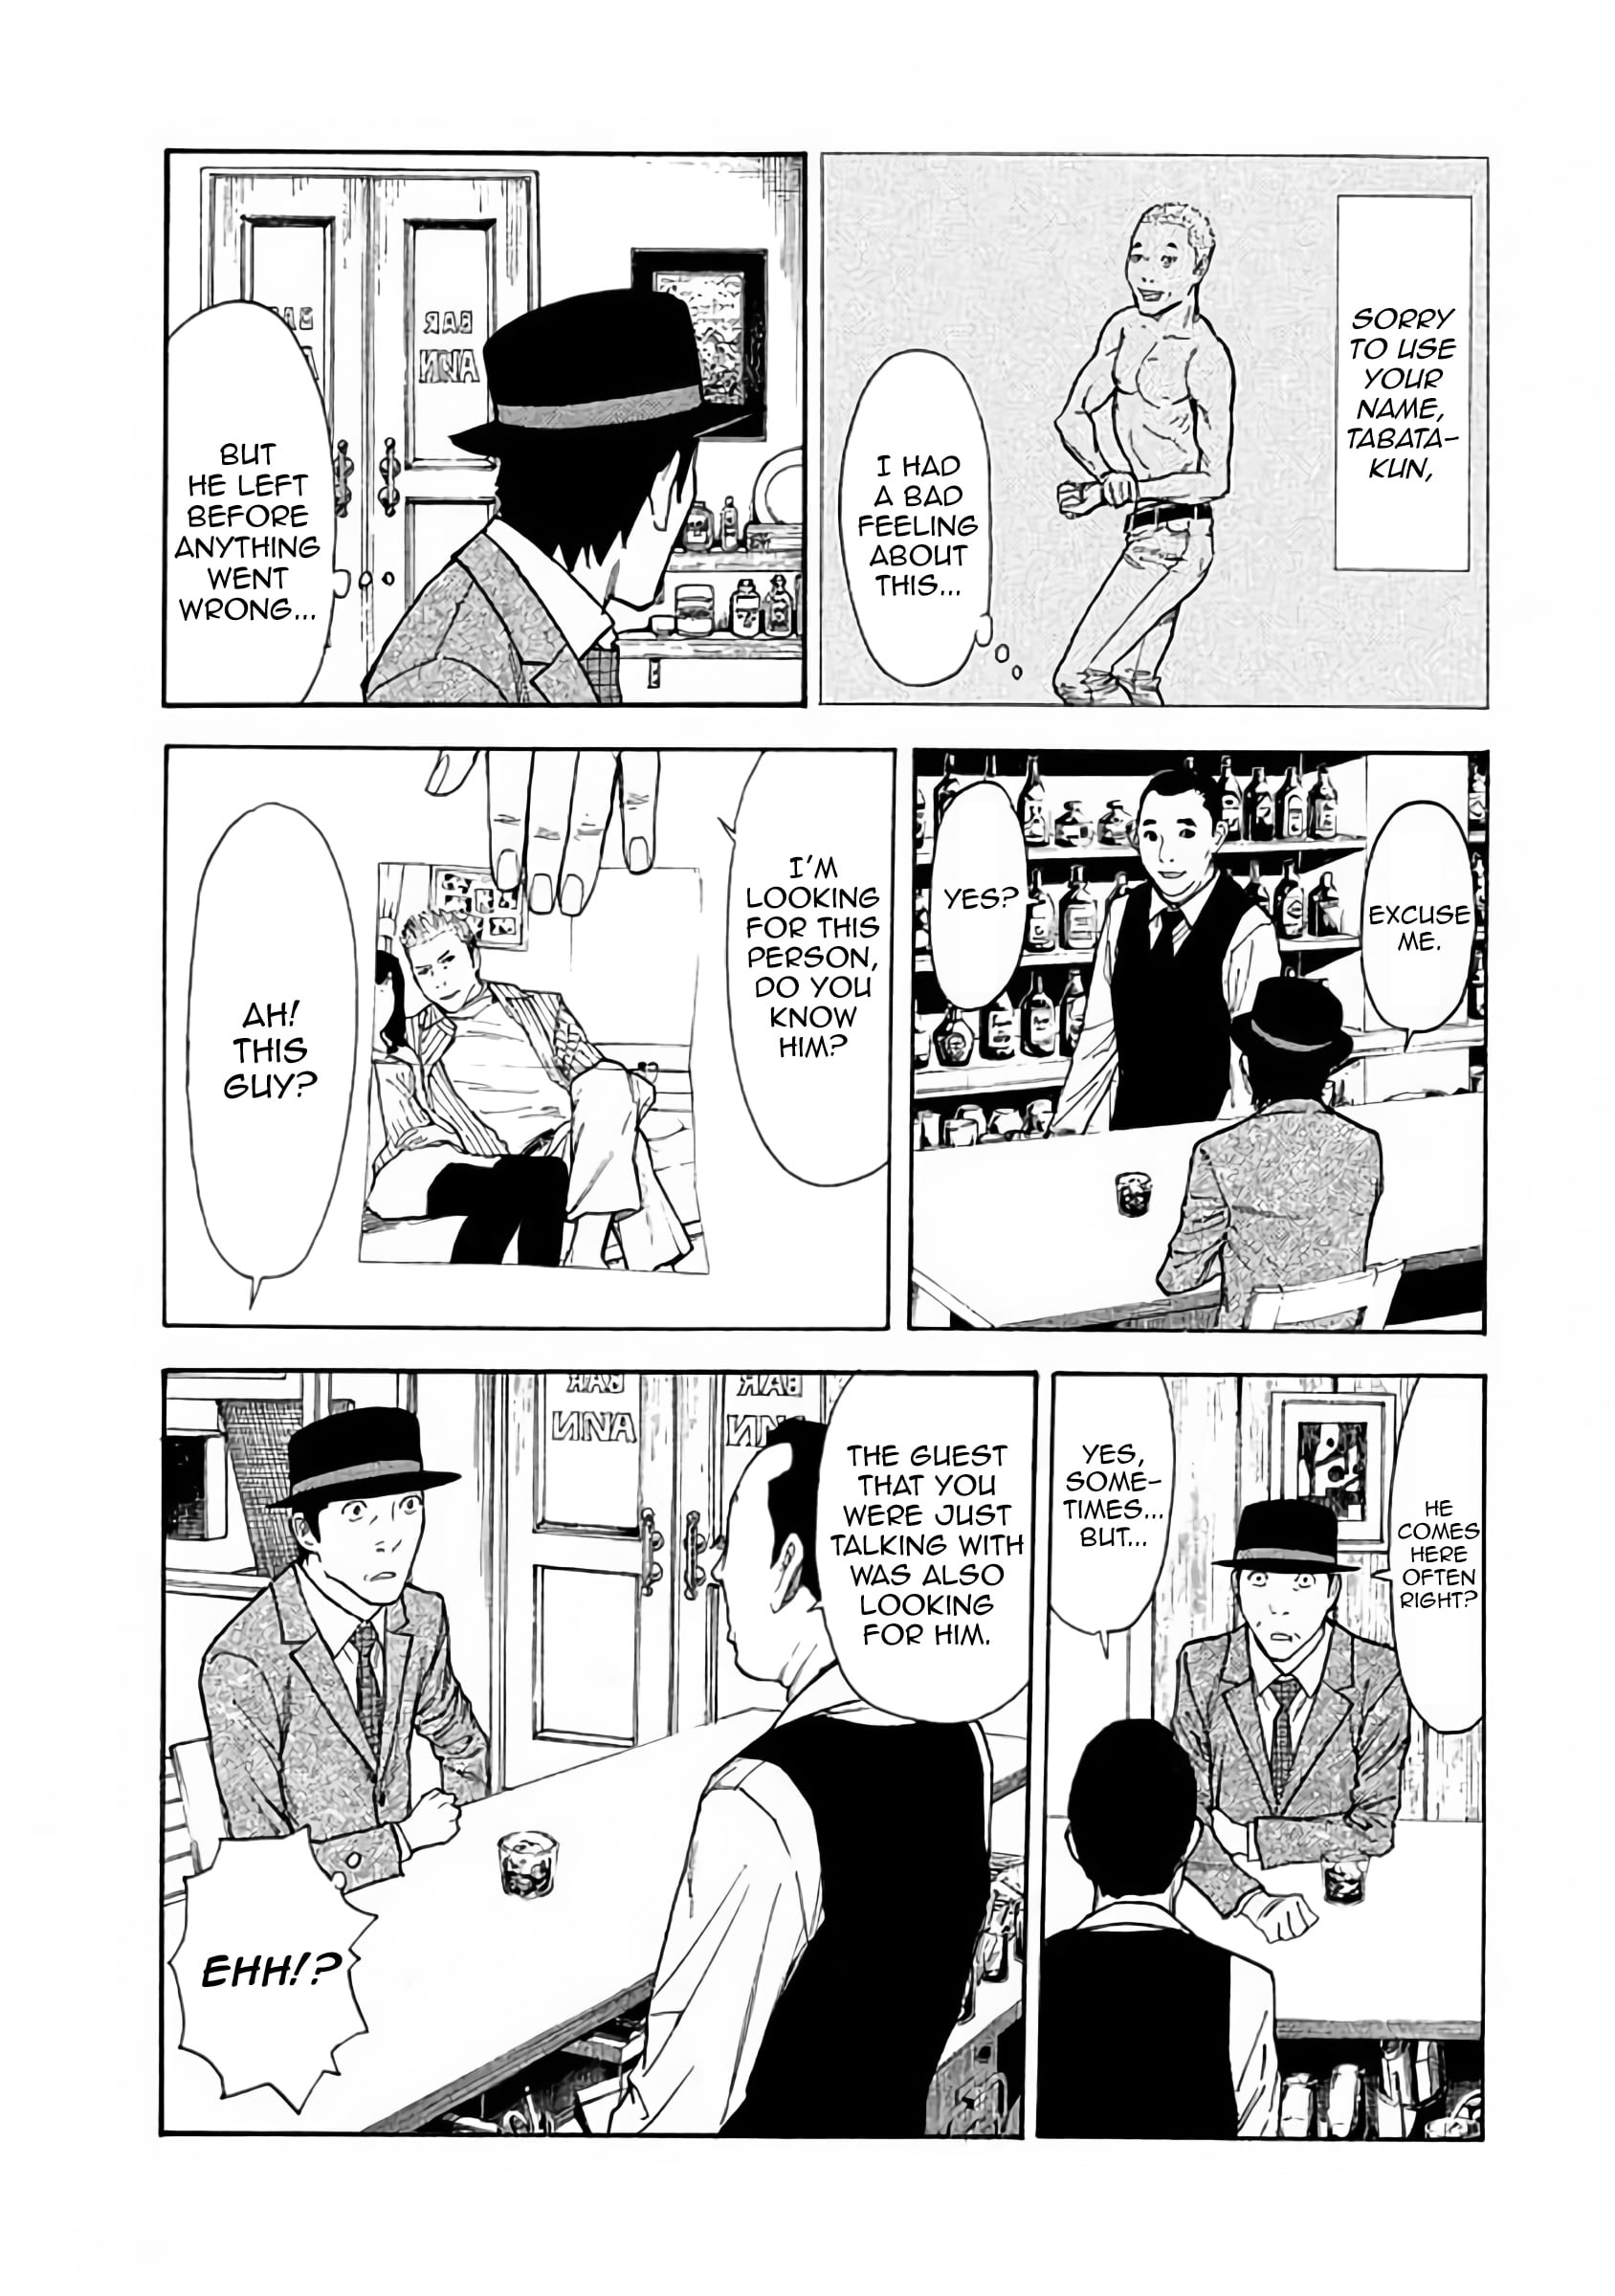 SORRY
TO USE
YOUR
NAME,
TABATA-
KUN,
I HAD
A BAD
FEELING
ABOUT
THIS...
BAR
BAR
ANN
BUT
HE LEFT
BEFORE
ANYTHING
WENT
WRONG...
EXCUSE
ME.
YES?
I'M
LOOKING
FOR THIS
PERSON,
DO YOU
KNOW
HIM?
AH!
THIS
GUY?
HE
COMES
HERE
OFTEN
RIGHT?
YES,
SOME-
TIMES...
BUT...
BAR
BAR
ANN
ANN
THE GUEST
THAT YOU
WERE JUST
TALKING WITH
WAS ALSO
LOOKING
FOR HIM.
EHH!?